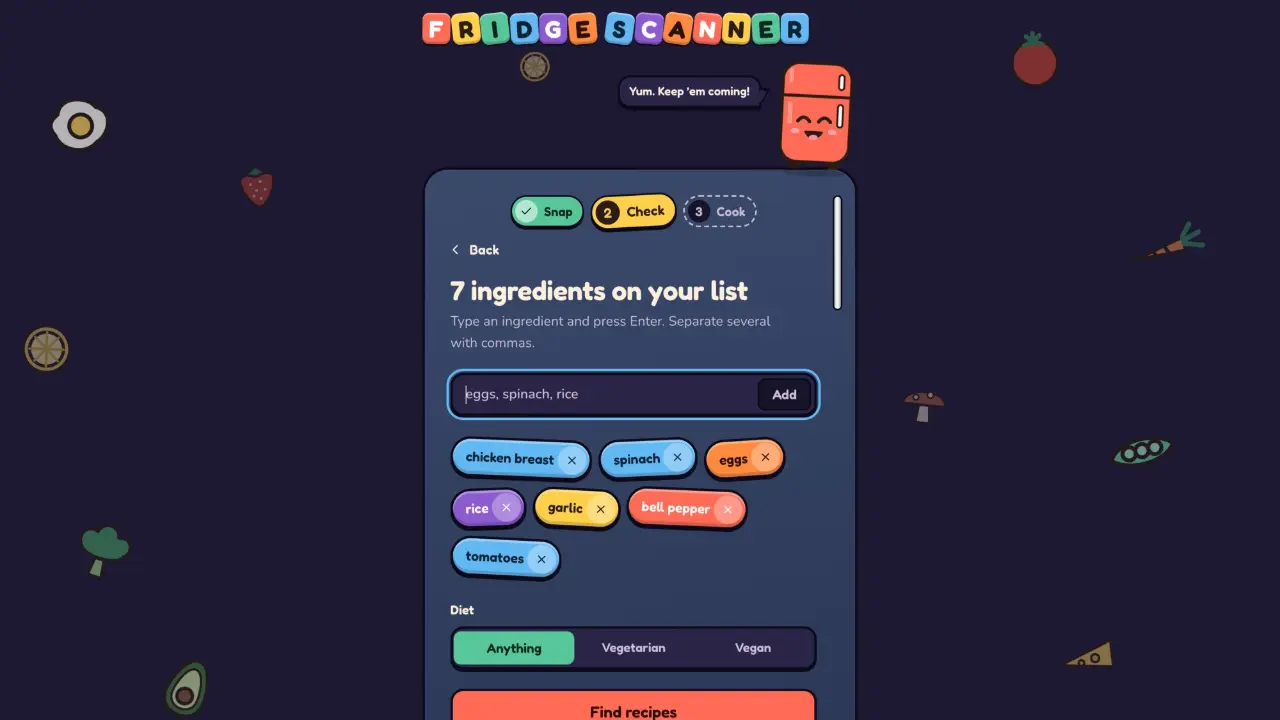 FRIDGE SCANNER
Yum. Keep 'em coming!
Snap
2 Check
3 Cook
Back
7 ingredients on your list
Type an ingredient and press Enter. Separate several
with commas.
eggs, spinach, rice
Add
chicken breast
spinach
eggs
rice
garlic
bell pepper
tomatoes
Diet
Anything
Vegetarian
Vegan
Find recipes